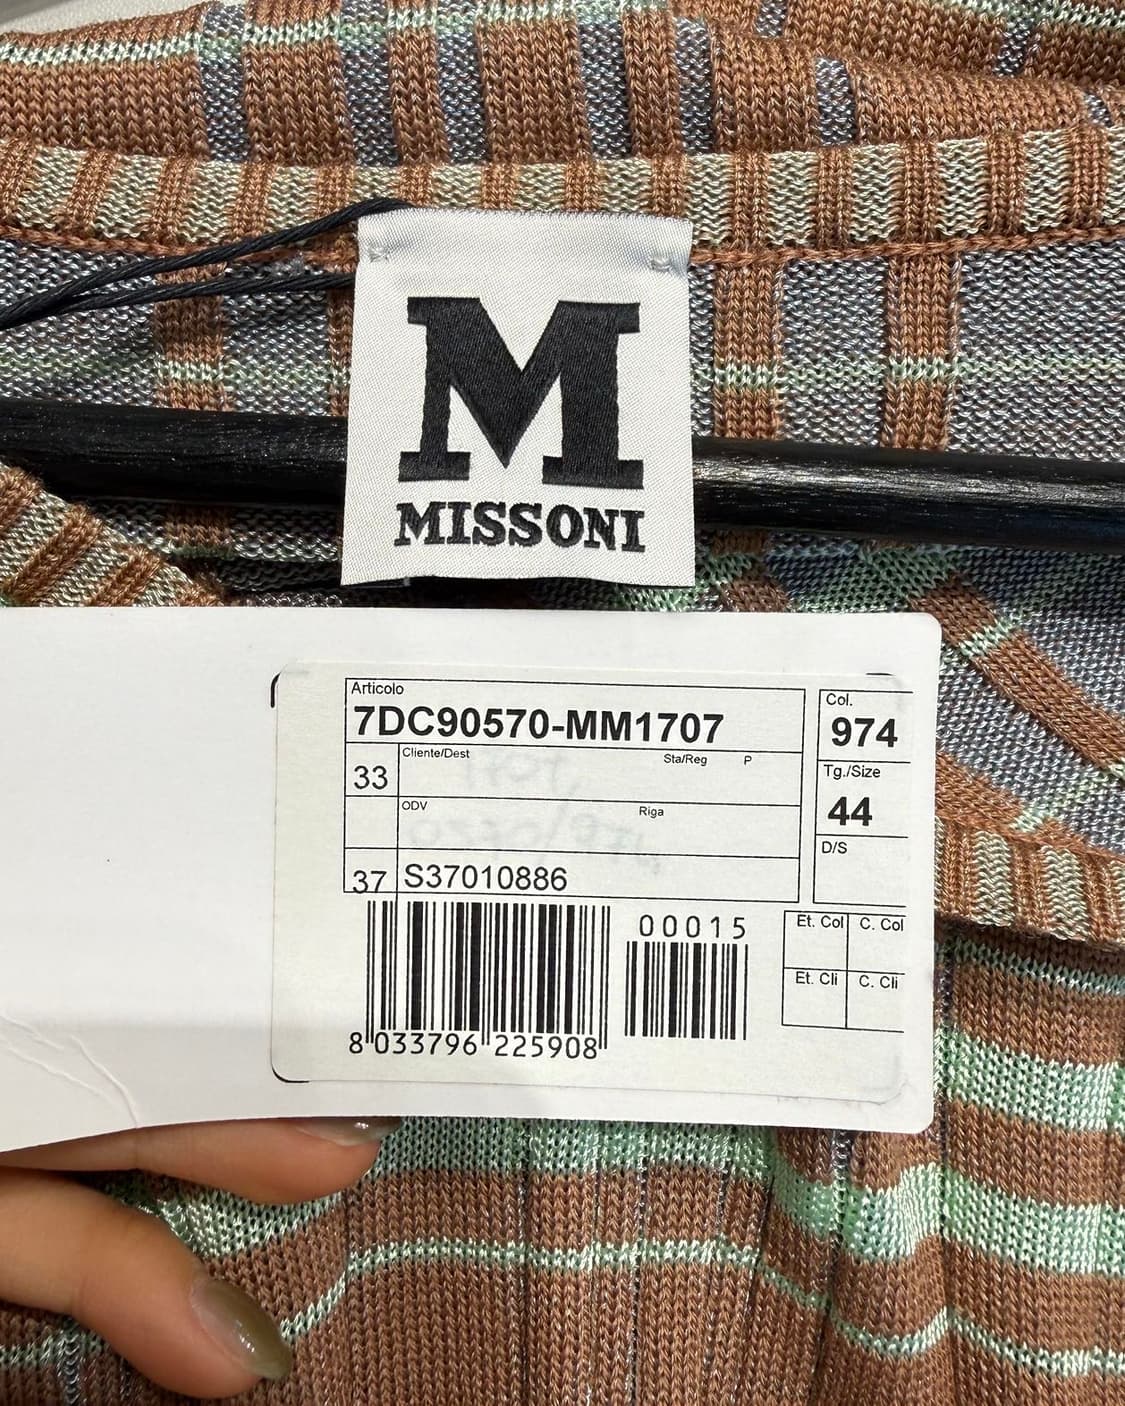 M
MISSONI
Articolo
7DC90570-MM1707
Col.
974
33
Cliente/Dest Sta/Reg P
Tg./Size
44
ODV Riga
D/S
37 S37010886
00015
Et. Col C. Col
Et. Cli C. Cli
8 033796 225908